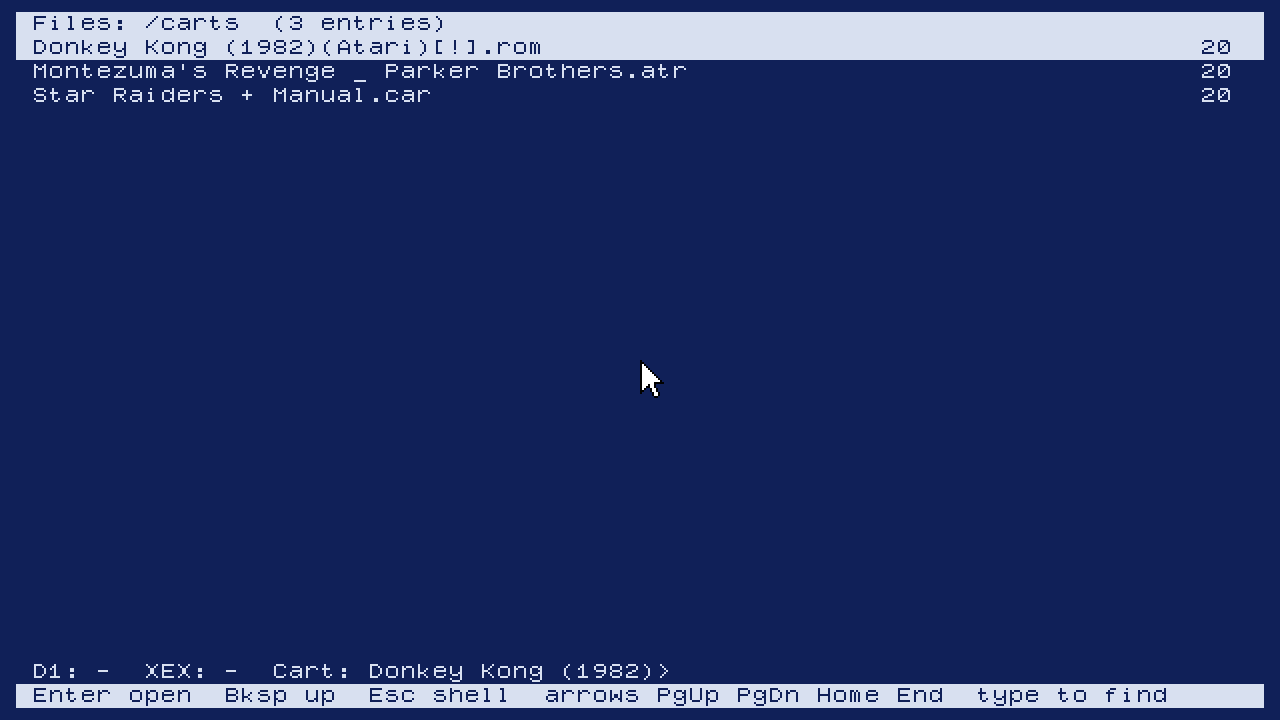 Files: /carts  (3 entries)
Donkey Kong (1982)(Atari)[!].rom 20
Montezuma's Revenge _ Parker Brothers.atr 20
Star Raiders + Manual.car 20
D1: -  XEX: -  Cart: Donkey Kong (1982)>
Enter open  Bksp up  Esc shell  arrows PgUp PgDn Home End  type to find